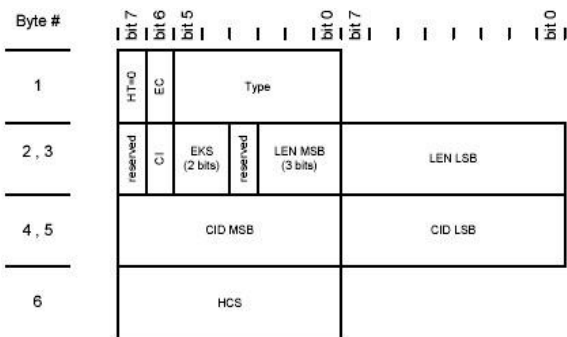 Byte #
bit 7
bit 6
bit 5
bit 0
bit 7
bit 0
1
HT=0
EC
Type
2 , 3
reserved
CI
EKS
(2 bits)
reserved
LEN MSB
(3 bits)
LEN LSB
4 , 5
CID MSB
CID LSB
6
HCS